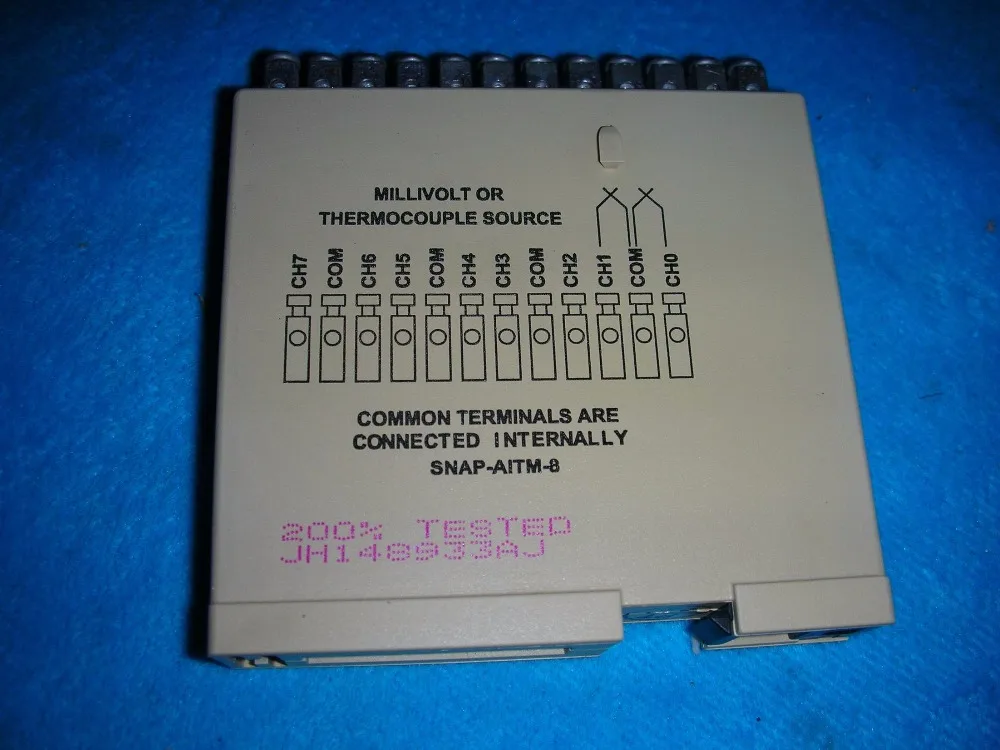 MILLIVOLT OR
THERMOCOUPLE SOURCE
CH7 COM CH6 CH5 COM CH4 CH3 COM CH2 CH1 COM CH0
COMMON TERMINALS ARE
CONNECTED INTERNALLY
SNAP-AITM-8
200% TESTED
JH148933AJ